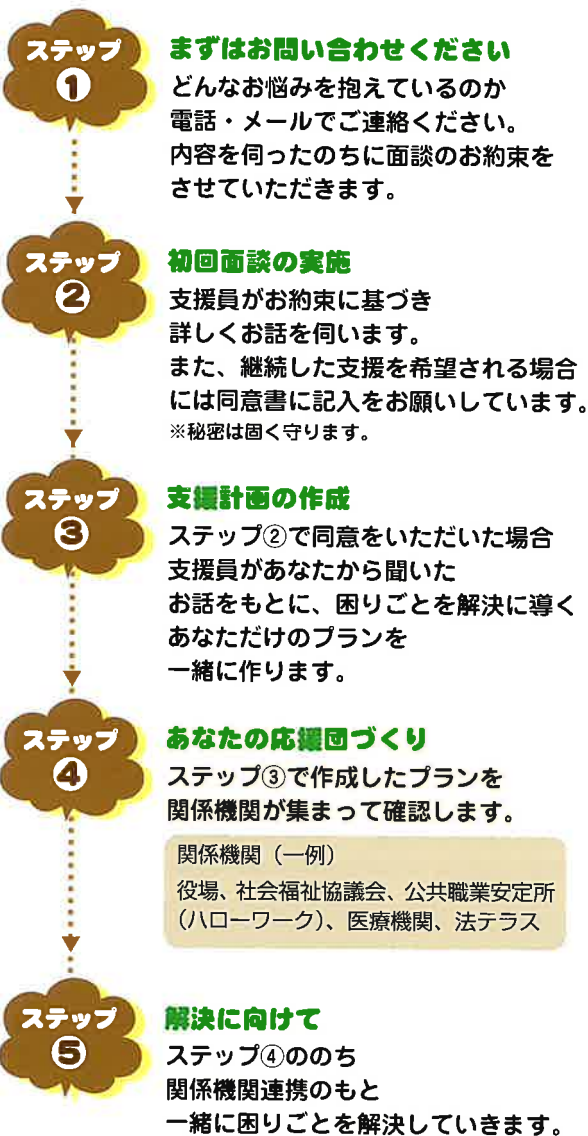 ステップ
①
まずはお問い合わせください
どんなお悩みを抱えているのか
電話・メールでご連絡ください。
内容を伺ったのちに面談のお約束を
させていただきます。
ステップ
②
初回面談の実施
支援員がお約束に基づき
詳しくお話を伺います。
また、継続した支援を希望される場合
には同意書に記入をお願いしています。
※秘密は固く守ります。
ステップ
③
支援計画の作成
ステップ②で同意をいただいた場合
支援員があなたから聞いた
お話をもとに、困りごとを解決に導く
あなただけのプランを
一緒に作ります。
ステップ
④
あなたの応援団づくり
ステップ③で作成したプランを
関係機関が集まって確認します。
関係機関（一例）
役場、社会福祉協議会、公共職業安定所
（ハローワーク）、医療機関、法テラス
ステップ
⑤
解決に向けて
ステップ④ののち
関係機関連携のもと
一緒に困りごとを解決していきます。